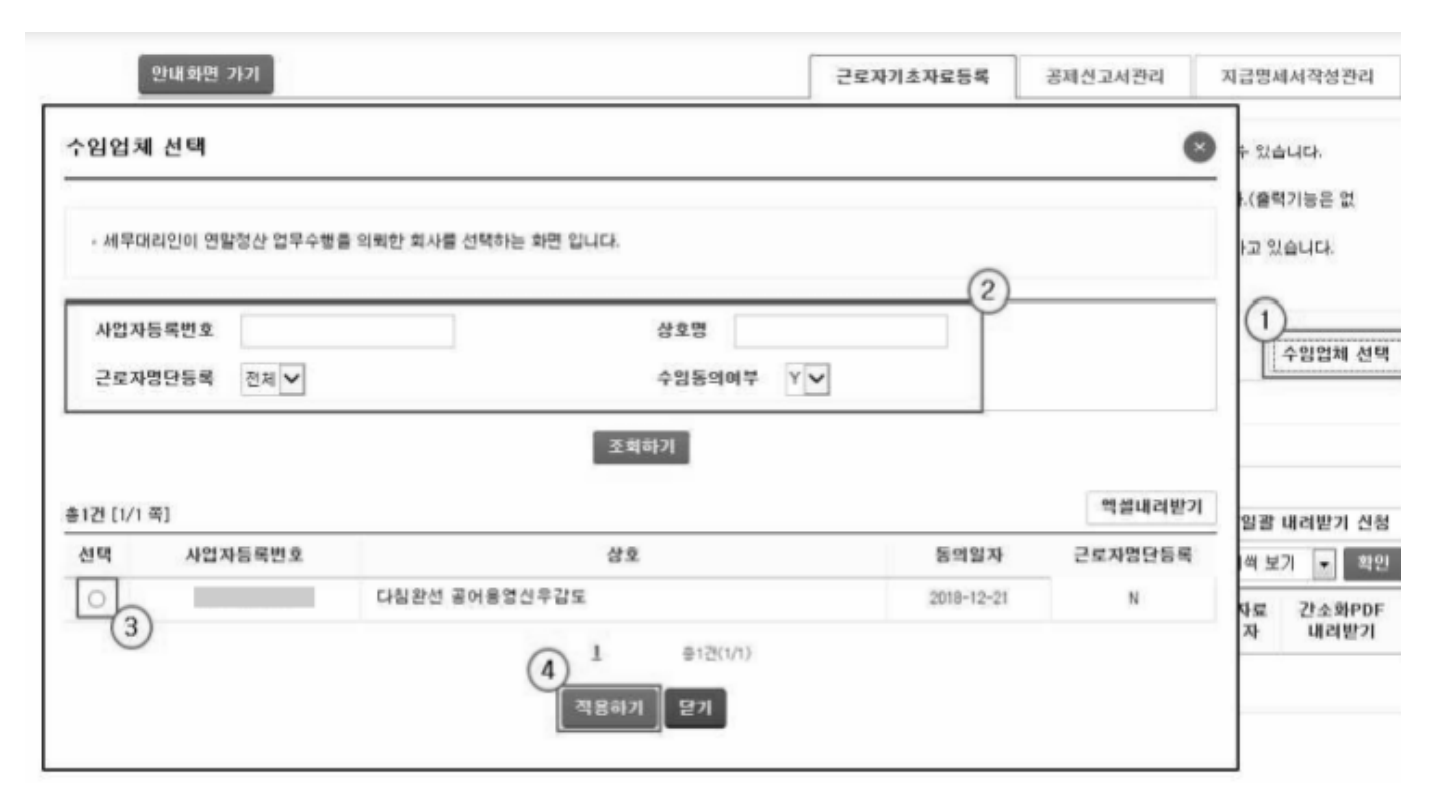 안내화면 가기
근로자기초자료등록 공제신고서관리 지급명세서작성관리
수임업체 선택
수 있습니다.
.(출력기능은 없
하고 있습니다.
- 세무대리인이 연말정산 업무수행을 의뢰한 회사를 선택하는 화면 입니다.
②
①
사업자등록번호 상호명
수임업체 선택
근로자명단등록 전체 수임동의여부 Y
조회하기
총1건 [1/1 쪽] 엑셀내려받기
일괄 내려받기 신청
선택 사업자등록번호 상호 동의일자 근로자명단등록
씩 보기 확인
다침완선 공어용영신우갑도 2018-12-21 N
자료
자
간소화PDF
내려받기
③
1 총1건(1/1)
④
적용하기 닫기